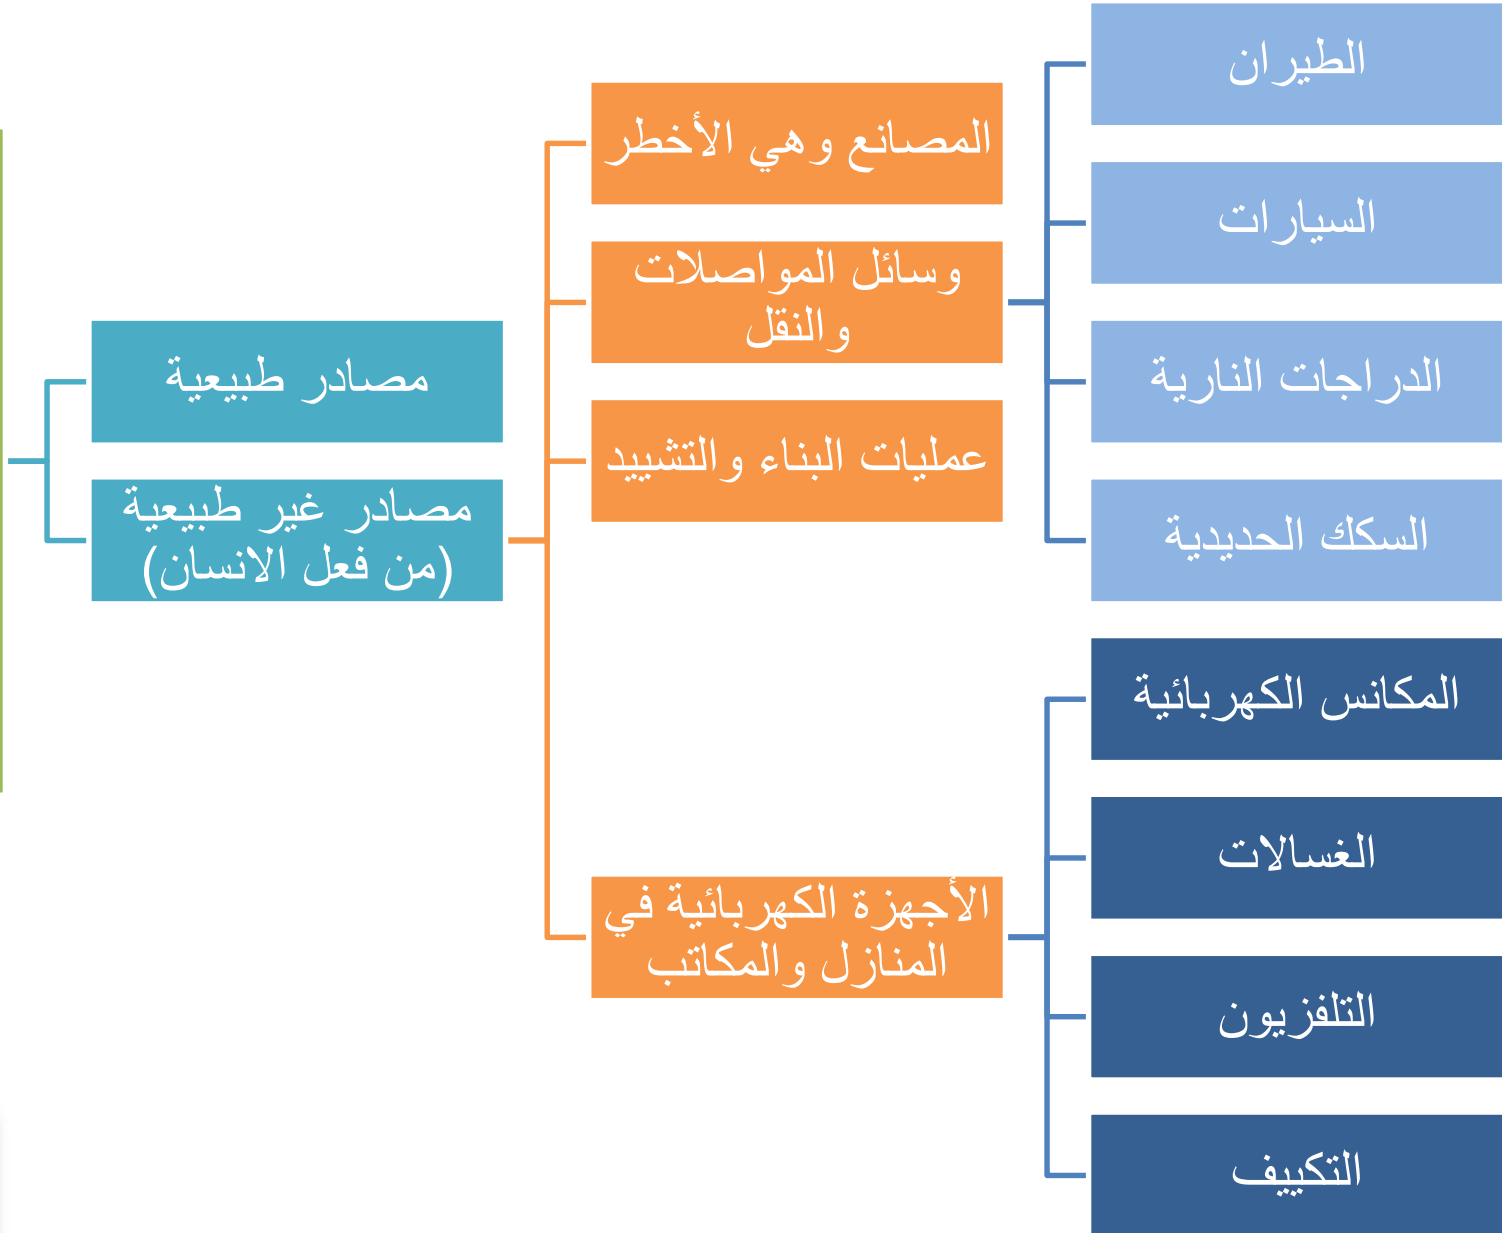 مصادر طبيعية
مصادر غير طبيعية
(من فعل الانسان)
المصانع وهي الأخطر
وسائل المواصلات
والنقل
عمليات البناء والتشييد
الأجهزة الكهربائية في
المنازل والمكاتب
الطيران
السيارات
الدراجات النارية
السكك الحديدية
المكانس الكهربائية
الغسالات
التلفزيون
التكييف